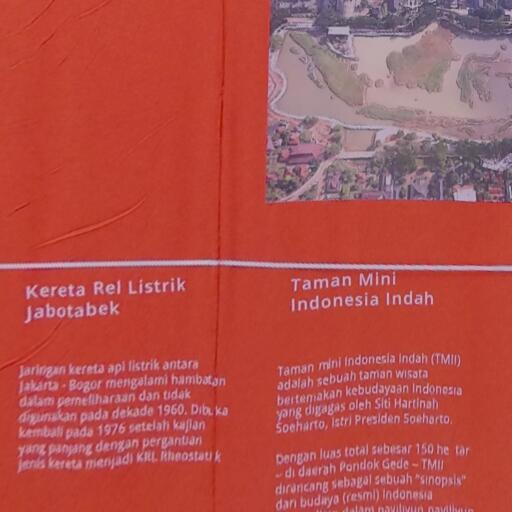 Kereta Rel Listrik
Jabotabek
Jaringan kereta api listrik antara
Jakarta - Bogor mengalami hambatan
dalam pemeliharaan dan tidak
digunakan pada dekade 1960. Dibuka
kembali pada 1976 setelah kajian
yang panjang dengan pergantian
jenis kereta menjadi KRL Rheostatik
Taman Mini
Indonesia Indah
Taman mini Indonesia Indah (TMII)
adalah sebuah taman wisata
bertemakan kebudayaan Indonesia
yang digagas oleh Siti Hartinah
Soeharto, istri Presiden Soeharto.
Dengan luas total sebesar 150 hektar
– di daerah Pondok Gede – TMII
dirancang sebagai sebuah "sinopsis"
dari budaya (resmi) Indonesia
dalam paviliyun paviliyun